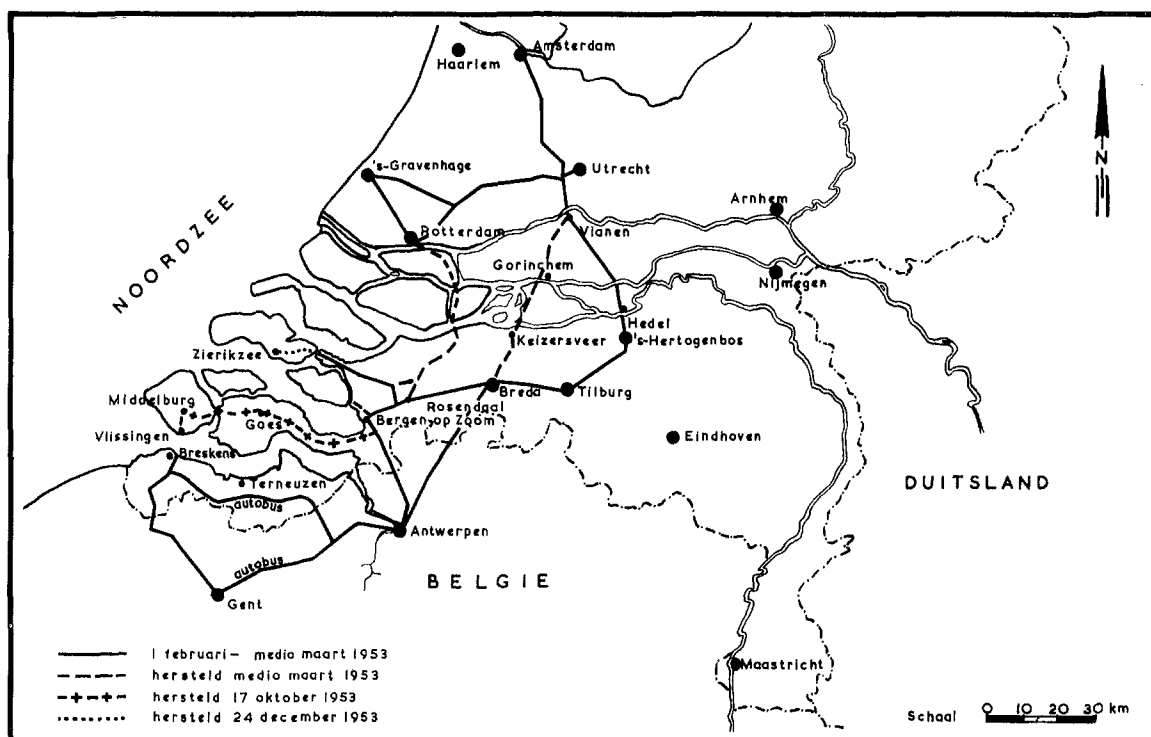 Amsterdam
Haarlem
N
's-Gravenhage
Utrecht
Arnhem
NOORDZEE
Rotterdam
Vianen
Gorinchem
Nijmegen
Hedel
's-Hertogenbos
Keizersveer
Zierikzee
Middelburg
Breda
Tilburg
Rosendaal
Goes
Bergen op Zoom
Vlissingen
Eindhoven
Breskens
Terneuzen
DUITSLAND
autobus
Antwerpen
autobus
BELGIE
Gent
1 februari - medio maart 1953
Maastricht
hersteld medio maart 1953
hersteld 17 oktober 1953
hersteld 24 december 1953
Schaal 0 10 20 30 km